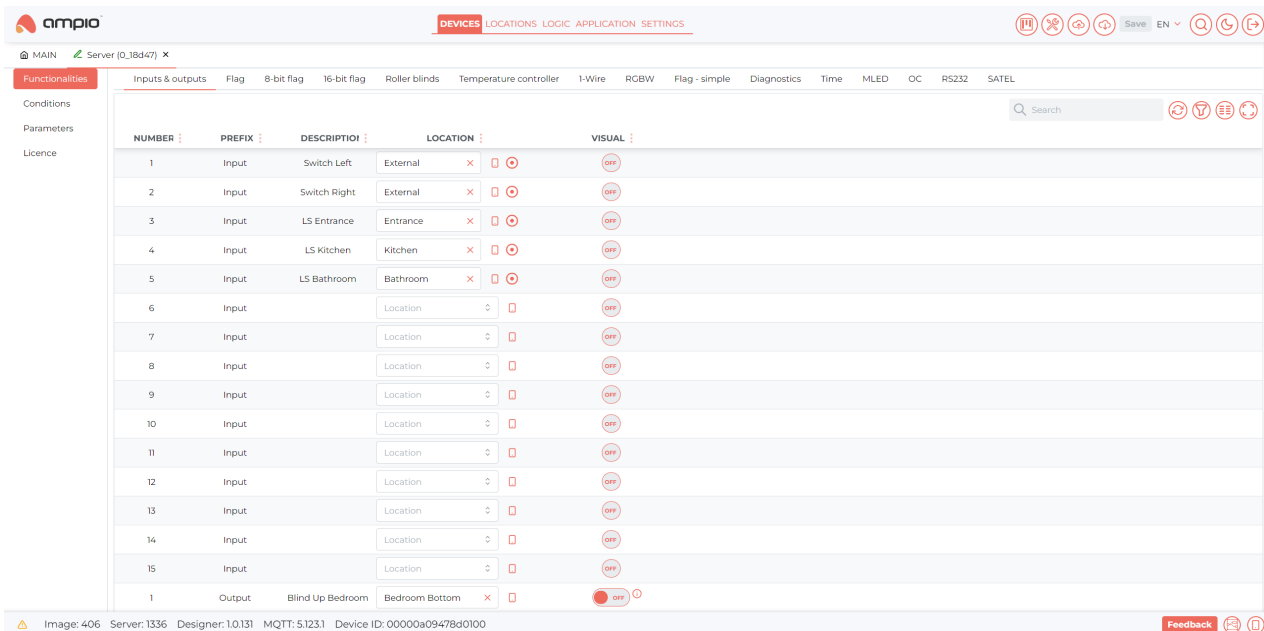 ampio
DEVICES LOCATIONS LOGIC APPLICATION SETTINGS
Save EN
MAIN Server (0_18d47) ×
Functionalities
Conditions
Parameters
Licence
Inputs & outputs Flag 8-bit flag 16-bit flag Roller blinds Temperature controller 1-Wire RGBW Flag - simple Diagnostics Time MLED OC RS232 SATEL
Search
NUMBER PREFIX DESCRIPTION LOCATION VISUAL
1 Input Switch Left External × OFF
2 Input Switch Right External × OFF
3 Input LS Entrance Entrance × OFF
4 Input LS Kitchen Kitchen × OFF
5 Input LS Bathroom Bathroom × OFF
6 Input Location OFF
7 Input Location OFF
8 Input Location OFF
9 Input Location OFF
10 Input Location OFF
11 Input Location OFF
12 Input Location OFF
13 Input Location OFF
14 Input Location OFF
15 Input Location OFF
1 Output Blind Up Bedroom Bedroom Bottom × OFF
Image: 406 Server: 1336 Designer: 1.0.131 MQTT: 5.123.1 Device ID: 00000a09478d0100
Feedback